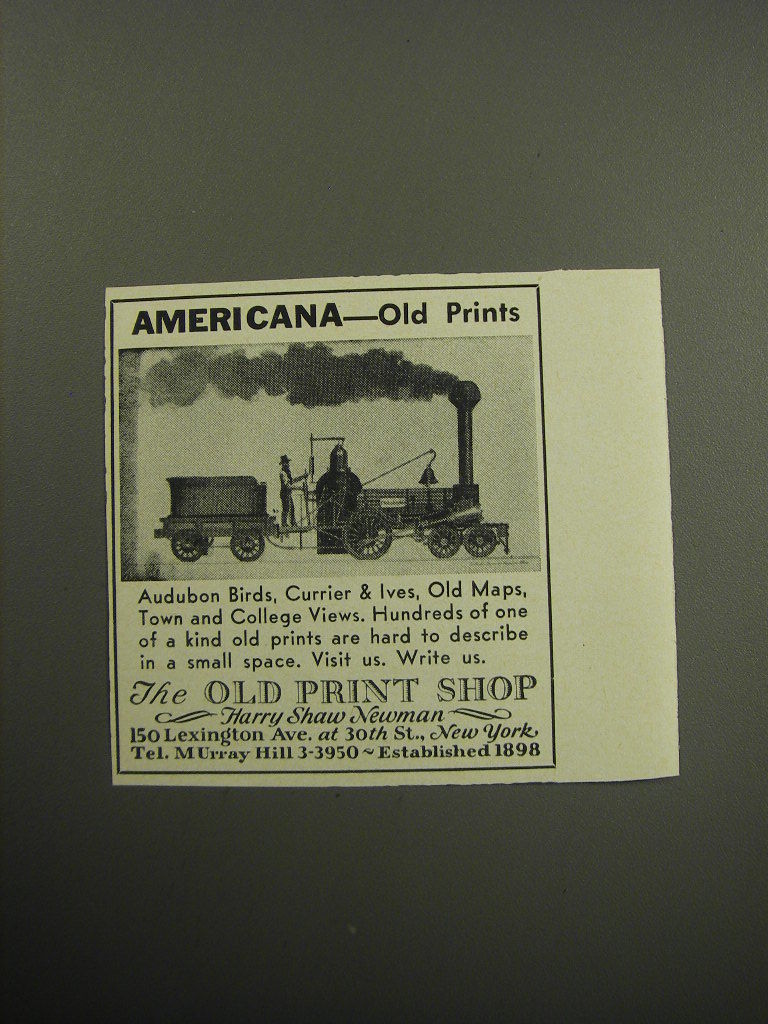 AMERICANA—Old Prints
Audubon Birds, Currier & Ives, Old Maps,
Town and College Views. Hundreds of one
of a kind old prints are hard to describe
in a small space. Visit us. Write us.
The OLD PRINT SHOP
Harry Shaw Newman
150 Lexington Ave. at 30th St., New York
Tel. MUrray Hill 3-3950 ~ Established 1898